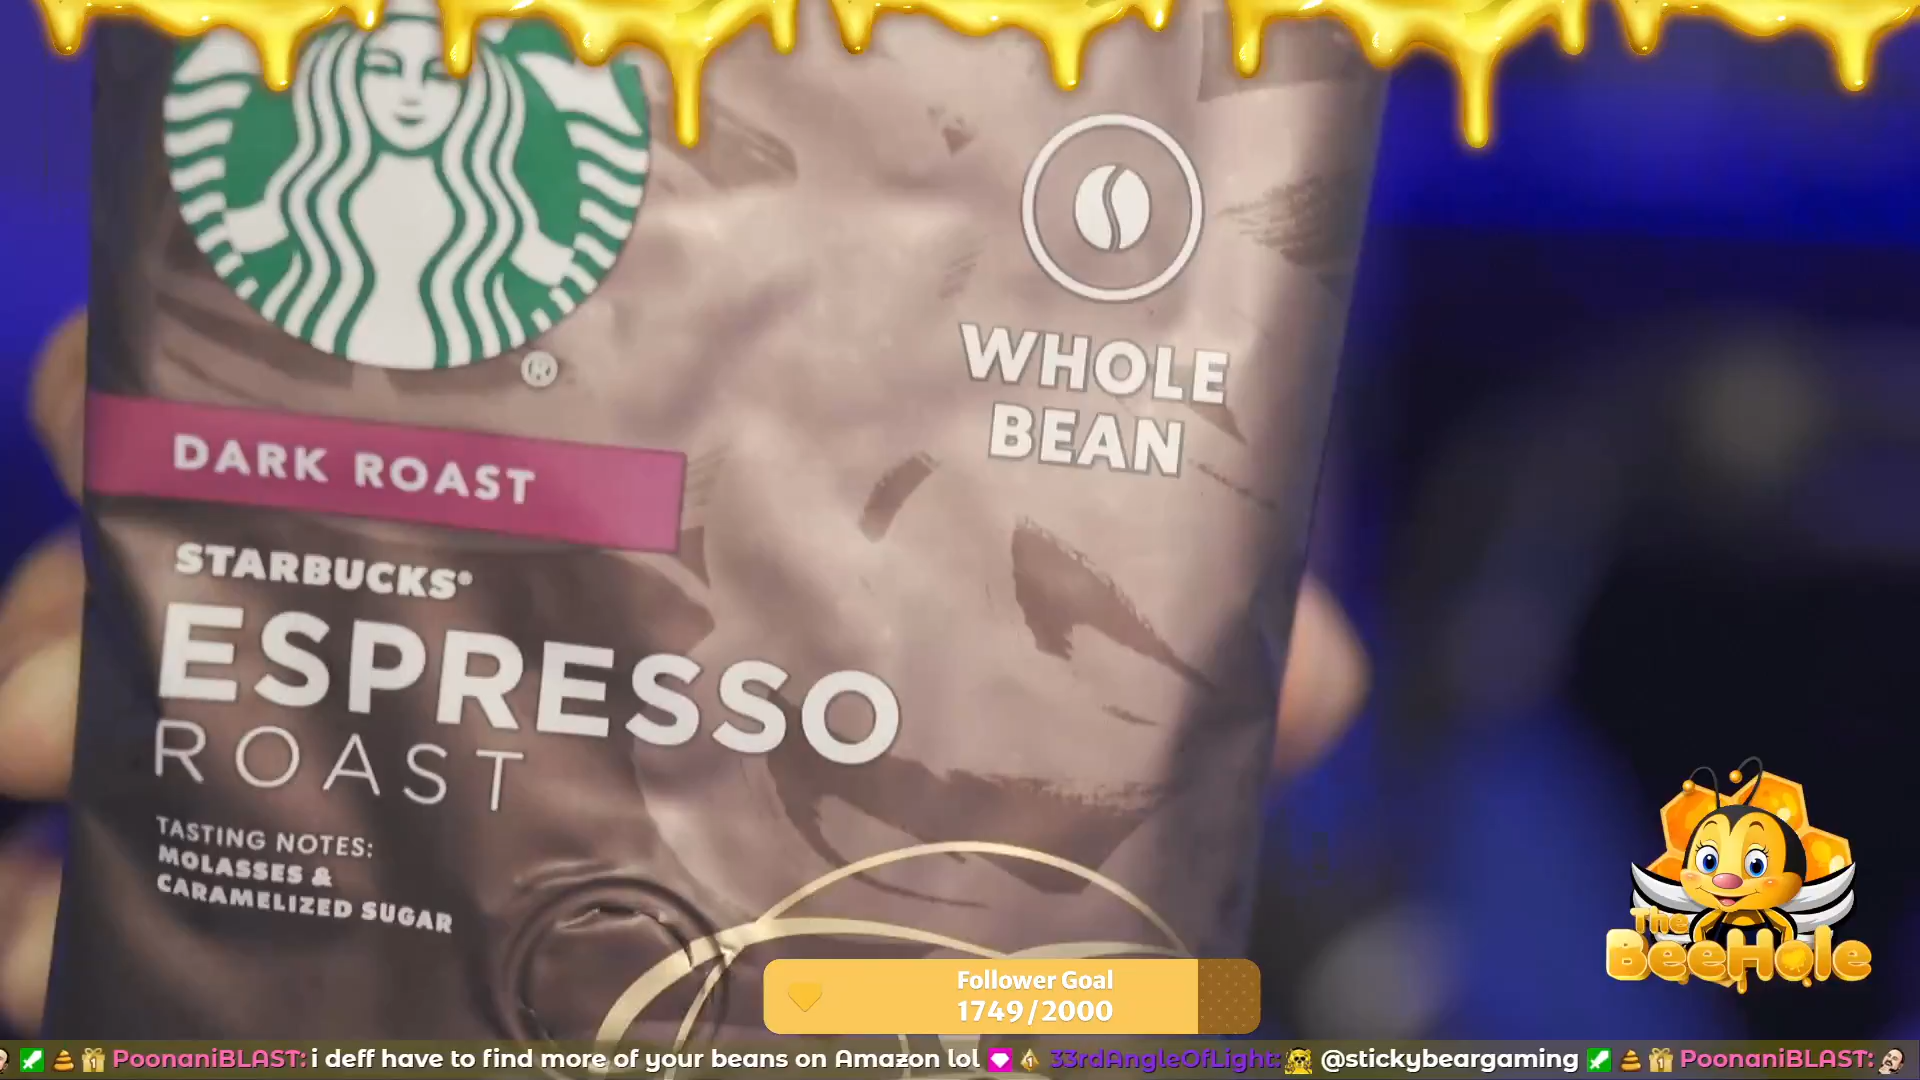 WHOLE
BEAN
DARK ROAST
STARBUCKS®
ESPRESSO
ROAST
TASTING NOTES:
MOLASSES &
CARAMELIZED SUGAR
The
BeeHole
Follower Goal
1749/2000
PoonaniBLAST: i deff have to find more of your beans on Amazon lol 33rdAngleOfLight: @stickybeargaming PoonaniBLAST: